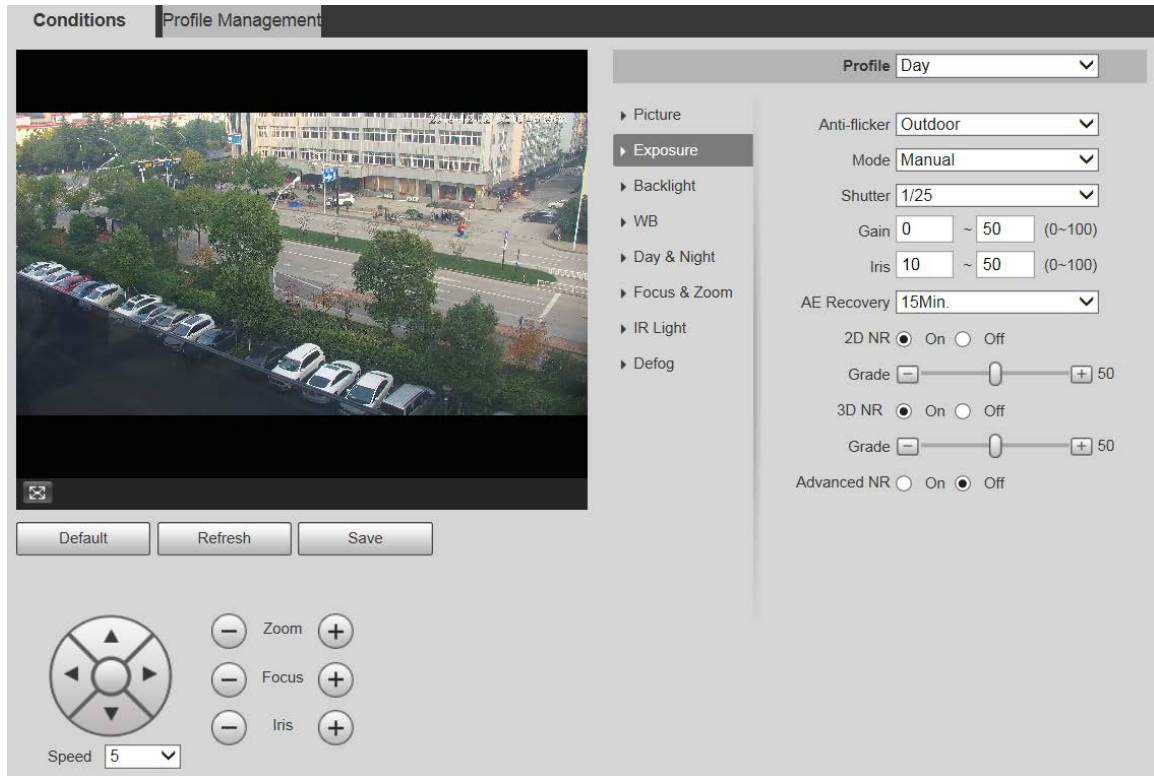 Conditions
Profile Management
Profile Day
Picture
Exposure
Backlight
WB
Day & Night
Focus & Zoom
IR Light
Defog
Anti-flicker Outdoor
Mode Manual
Shutter 1/25
Gain 0 ~ 50 (0~100)
Iris 10 ~ 50 (0~100)
AE Recovery 15Min.
2D NR On Off
Grade 50
3D NR On Off
Grade 50
Advanced NR On Off
Default
Refresh
Save
Zoom
Focus
Iris
Speed 5